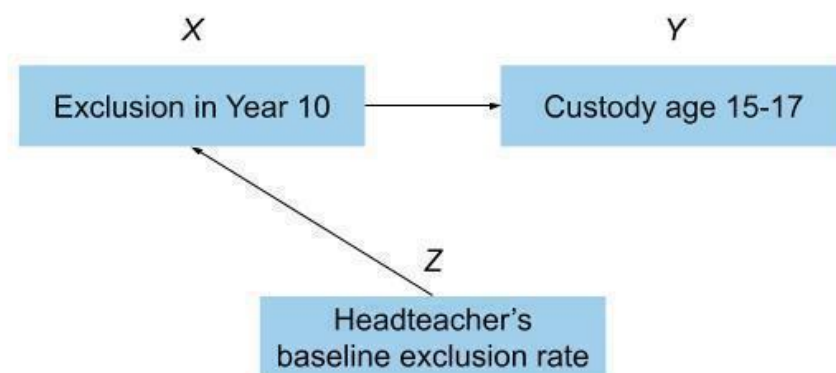 X
Y
Exclusion in Year 10
Custody age 15-17
Z
Headteacher's
baseline exclusion rate